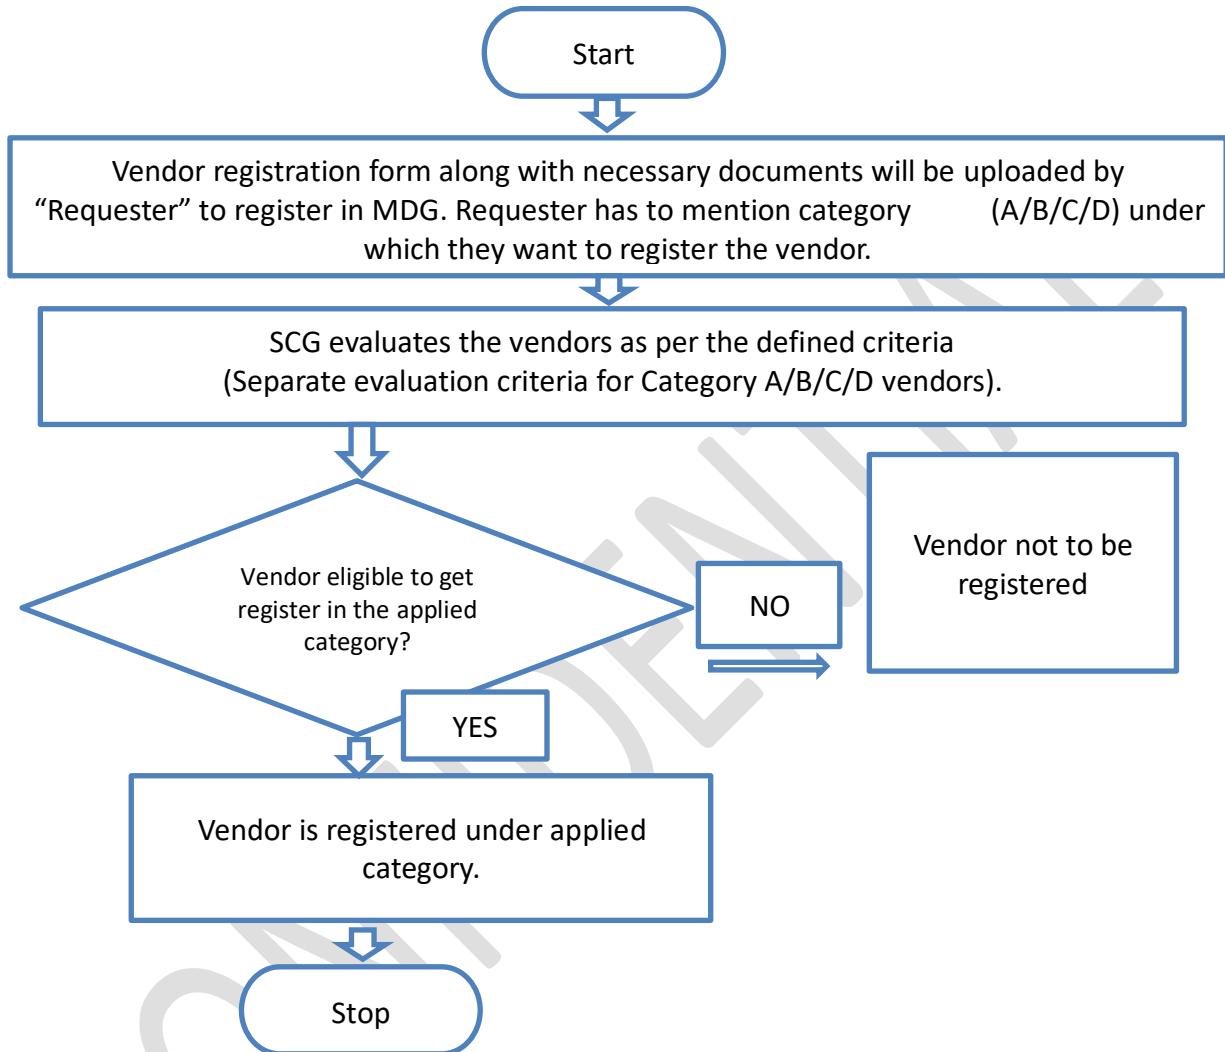 Start
Vendor registration form along with necessary documents will be uploaded by
“Requester” to register in MDG. Requester has to mention category (A/B/C/D) under
which they want to register the vendor.
SCG evaluates the vendors as per the defined criteria
(Separate evaluation criteria for Category A/B/C/D vendors).
Vendor eligible to get
register in the applied
category?
NO
Vendor not to be
registered
YES
Vendor is registered under applied
category.
Stop